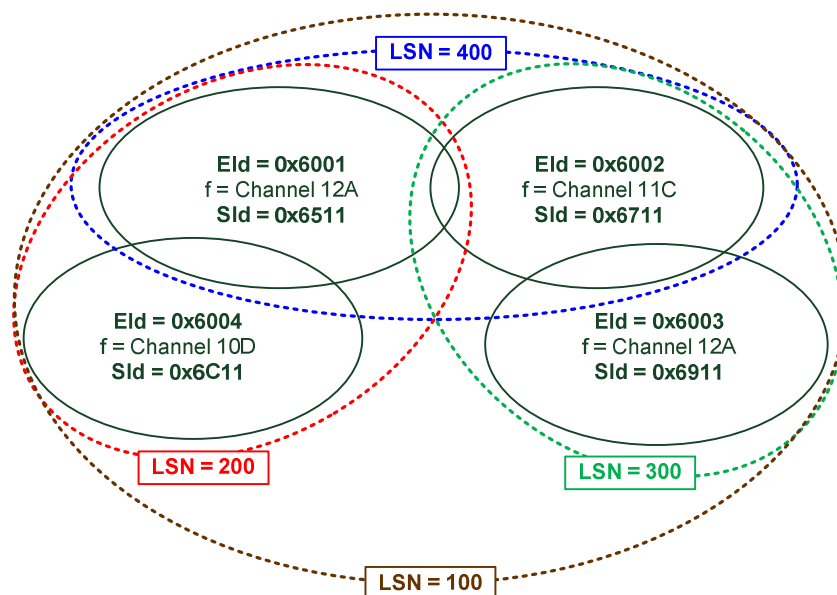 LSN = 400
EId = 0x6001
f = Channel 12A
SId = 0x6511
EId = 0x6002
f = Channel 11C
SId = 0x6711
EId = 0x6004
f = Channel 10D
SId = 0x6C11
EId = 0x6003
f = Channel 12A
SId = 0x6911
LSN = 200
LSN = 300
LSN = 100